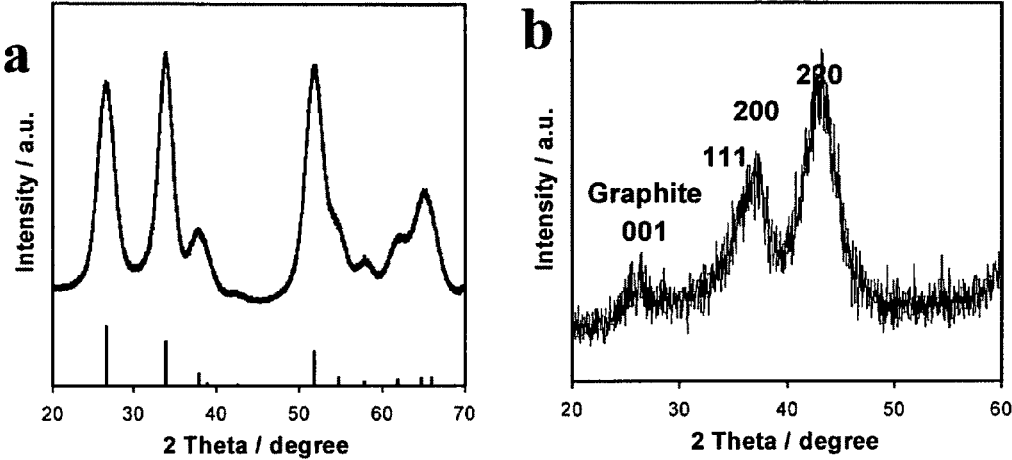 a
Intensity / a.u.
20 30 40 50 60 70
2 Theta / degree
b
Intensity / a.u.
220
200
111
Graphite
001
20 30 40 50 60
2 Theta / degree